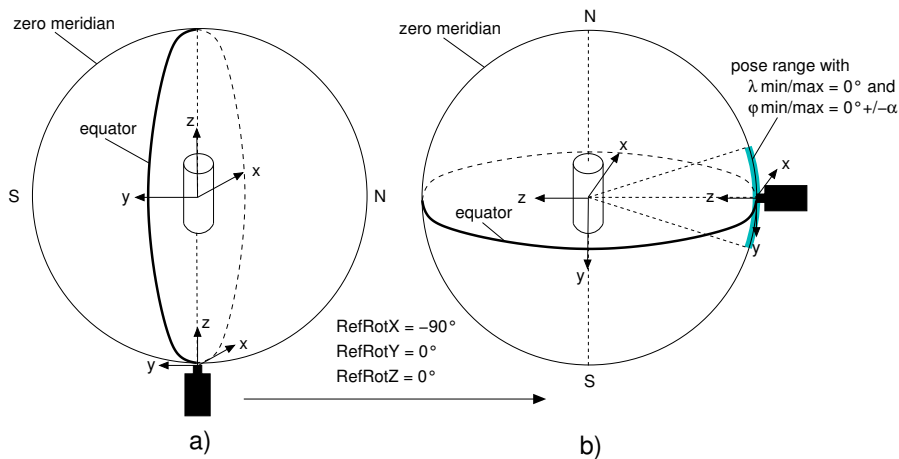 zero meridian
equator
z
x
y
S
N
z
x
y
a)
RefRotX = −90°
RefRotY = 0°
RefRotZ = 0°
N
zero meridian
pose range with
λ min/max = 0° and
φ min/max = 0°+/−α
x
z
y
equator
x
z
y
S
b)